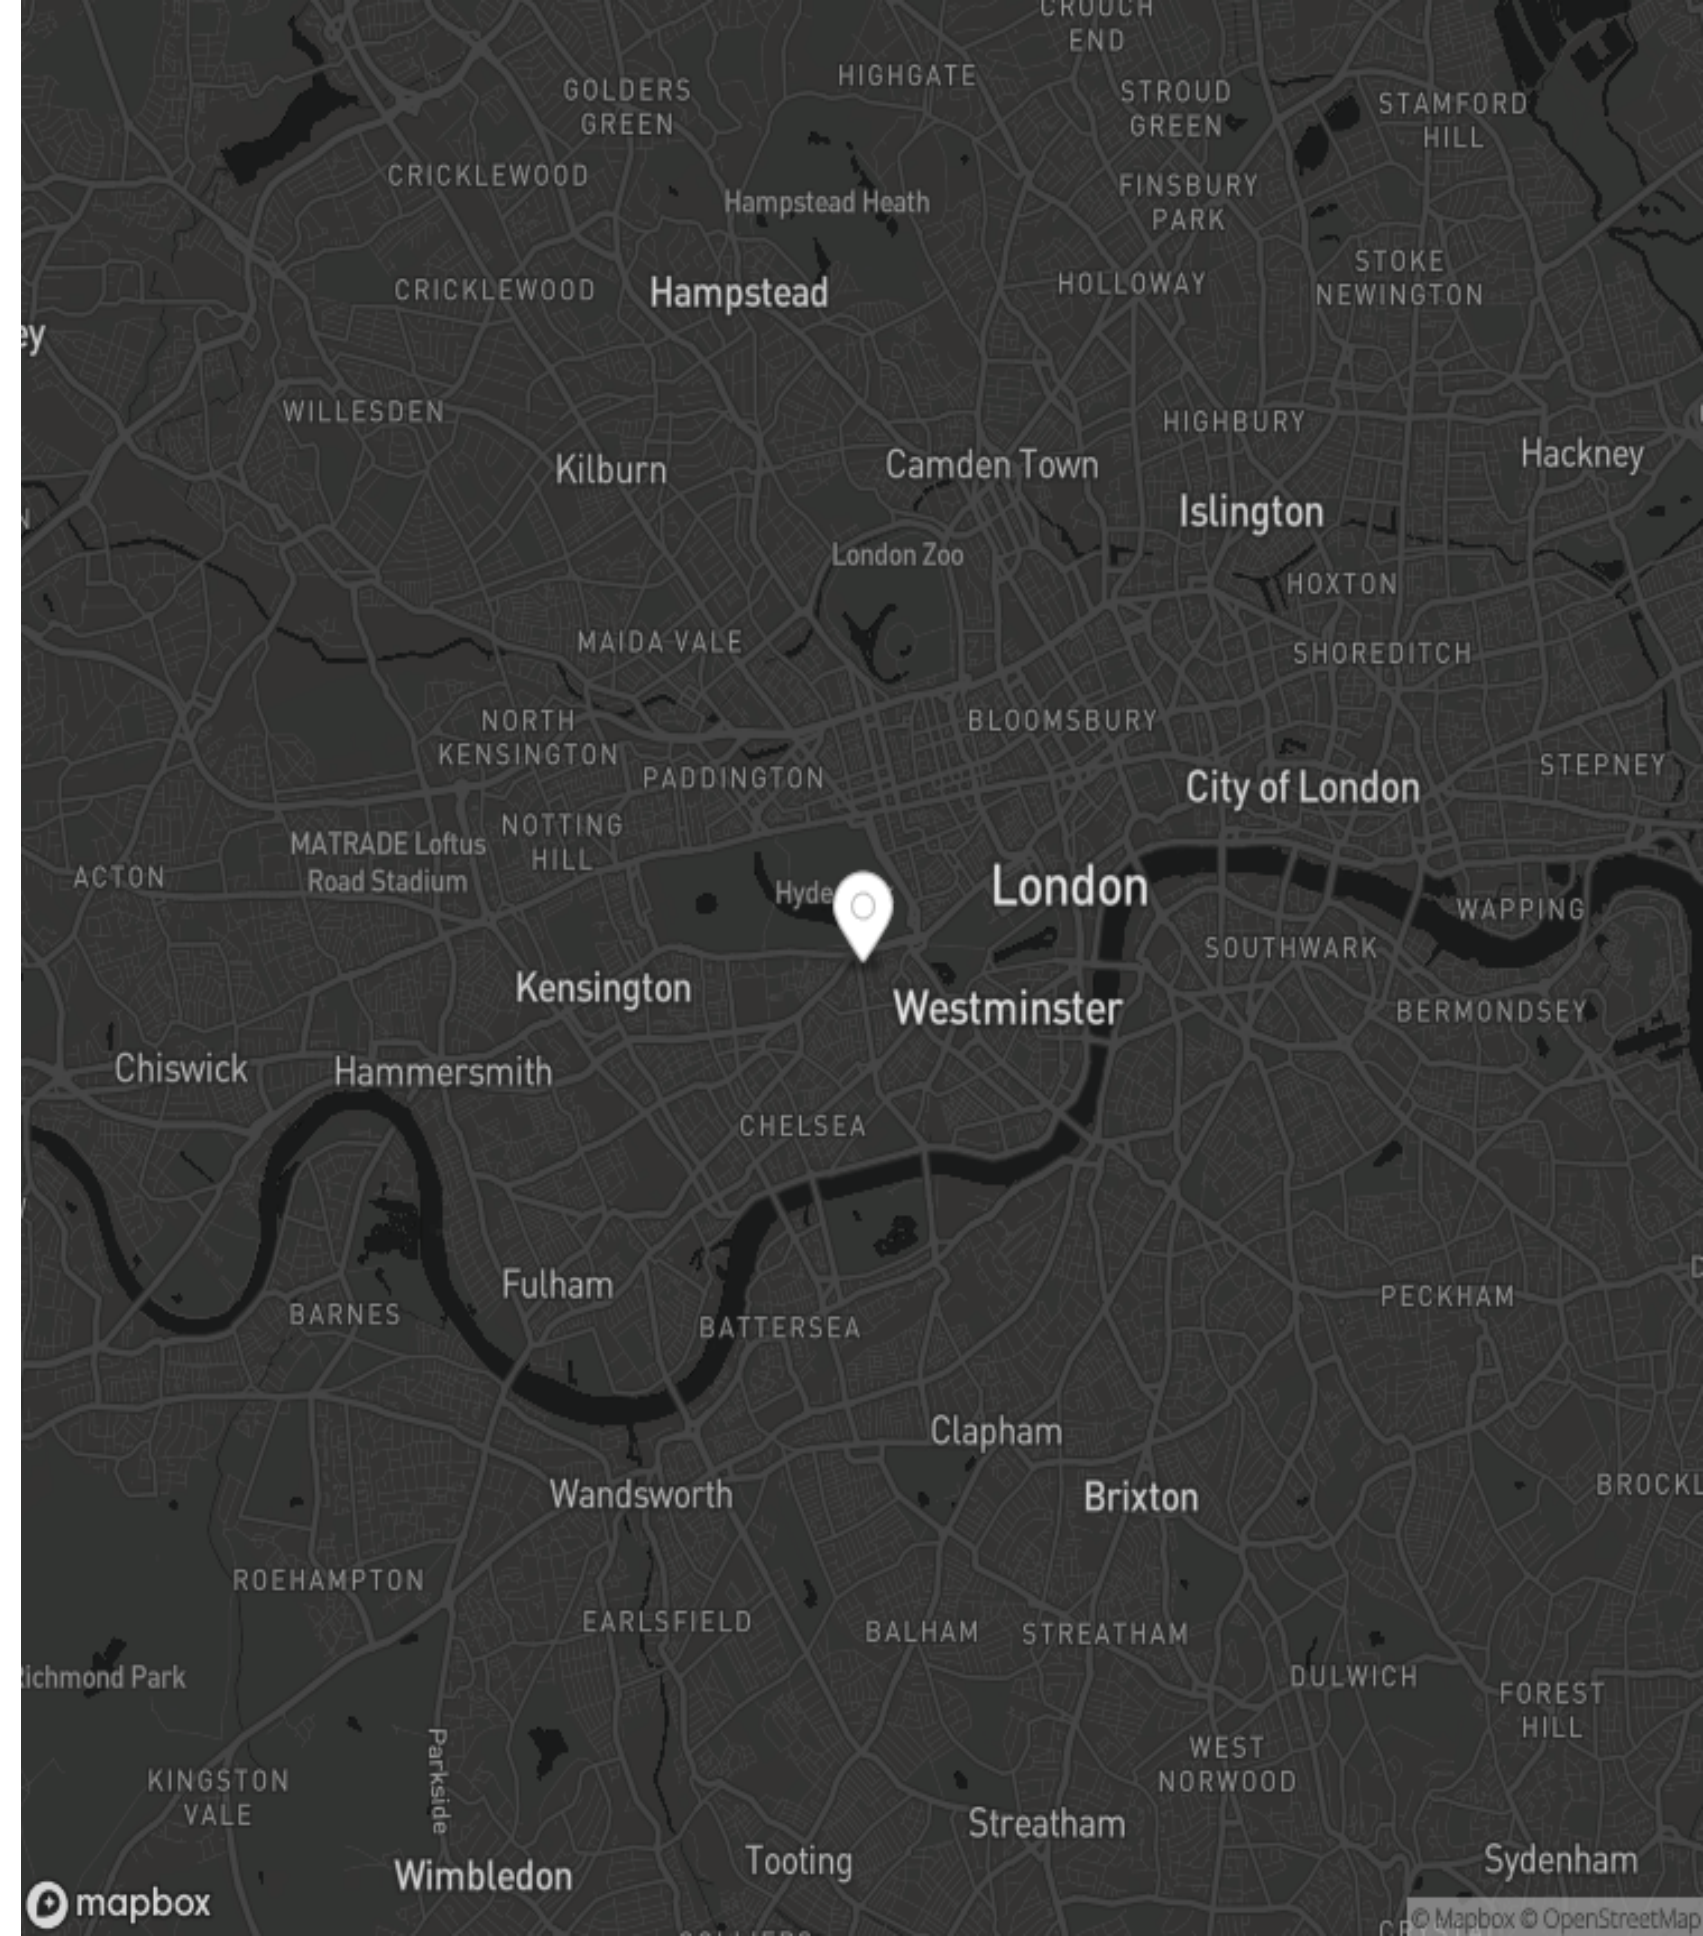 CROUCH
END
HIGHGATE
GOLDERS
GREEN
STROUD
GREEN
STAMFORD
HILL
CRICKLEWOOD
FINSBURY
PARK
Hampstead Heath
STOKE
NEWINGTON
HOLLOWAY
CRICKLEWOOD
Hampstead
ey
WILLESDEN
HIGHBURY
Kilburn
Camden Town
Hackney
Islington
N
London Zoo
HOXTON
MAIDA VALE
SHOREDITCH
NORTH
KENSINGTON
BLOOMSBURY
PADDINGTON
STEPNEY
City of London
NOTTING
HILL
MATRADE Loftus
Road Stadium
ACTON
Hyde
London
WAPPING
SOUTHWARK
Kensington
Westminster
BERMONDSEY
Chiswick
Hammersmith
CHELSEA
Fulham
BARNES
BATTERSEA
PECKHAM
Clapham
Wandsworth
Brixton
BROCKL
ROEHAMPTON
EARLSFIELD
BALHAM
STREATHAM
Richmond Park
DULWICH
FOREST
HILL
Parkside
WEST
NORWOOD
KINGSTON
VALE
Streatham
Tooting
Sydenham
Wimbledon
mapbox
© Mapbox © OpenStreetMap